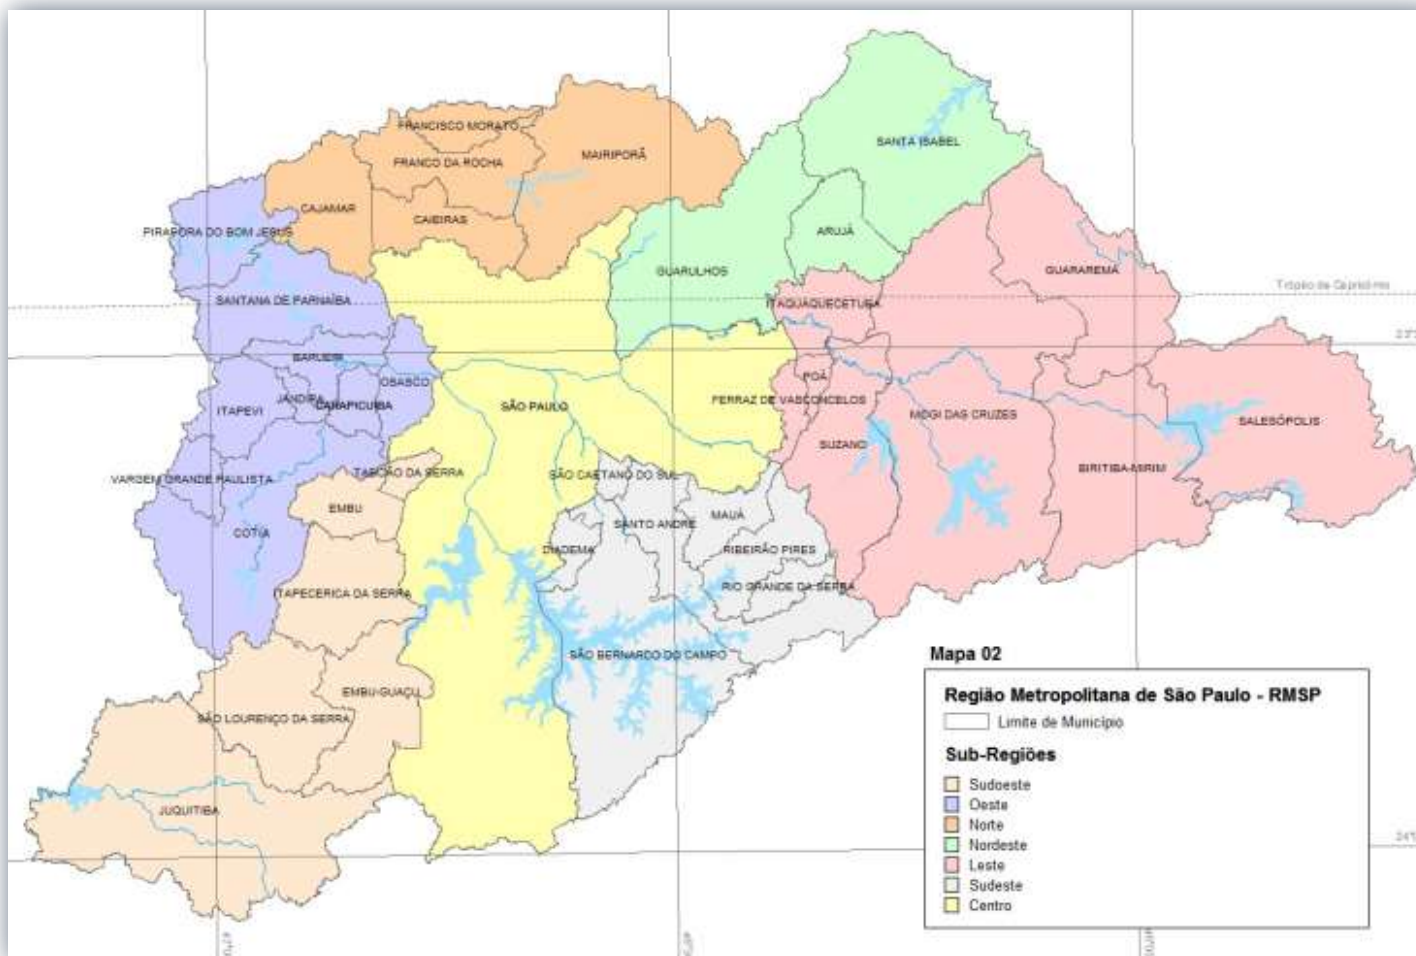 FRANCISCO MORATO
FRANCO DA ROCHA
MAIRIPORÃ
SANTA ISABEL
CAJAMAR
CAIEIRAS
PIRAPORA DO BOM JESUS
ARUJÁ
GUARULHOS
GUARAREMA
Trópico de Capricórnio
SANTANA DE PARNAÍBA
ITAQUAQUECETUBA
BARUERI
OSASCO
POÁ
JANDIRA
CARAPICUIBA
ITAPEVI
SÃO PAULO
FERRAZ DE VASCONCELOS
MOGI DAS CRUZES
SALESÓPOLIS
SUZANO
TABOÃO DA SERRA
BIRITIBA-MIRIM
VARGEM GRANDE PAULISTA
SÃO CAETANO DO SUL
EMBU
MAUÁ
SANTO ANDRÉ
COTIA
DIADEMA
RIBEIRÃO PIRES
RIO GRANDE DA SERRA
ITAPECERICA DA SERRA
SÃO BERNARDO DO CAMPO
EMBU-GUAÇU
SÃO LOURENÇO DA SERRA
JUQUITIBA
Mapa 02
Região Metropolitana de São Paulo - RMSP
Limite de Município
Sub-Regiões
Sudoeste
Oeste
Norte
Nordeste
Leste
Sudeste
Centro